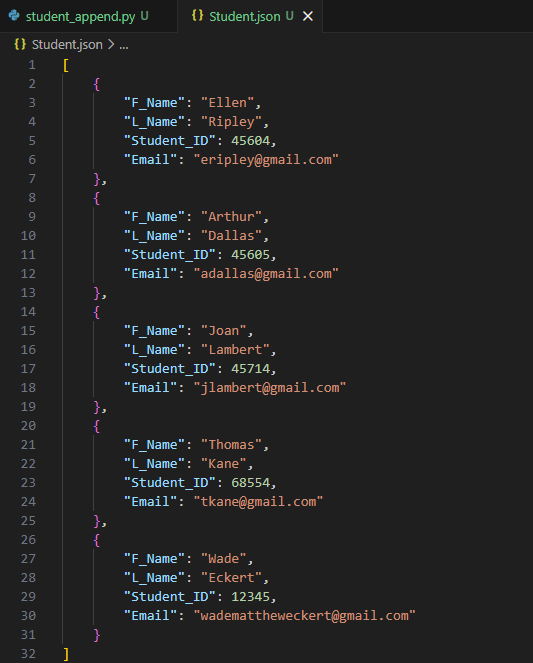 student_append.py U
{} Student.json U ×
{} Student.json > ...
1 [
2 {
3 "F_Name": "Ellen",
4 "L_Name": "Ripley",
5 "Student_ID": 45604,
6 "Email": "eripley@gmail.com"
7 },
8 {
9 "F_Name": "Arthur",
10 "L_Name": "Dallas",
11 "Student_ID": 45605,
12 "Email": "adallas@gmail.com"
13 },
14 {
15 "F_Name": "Joan",
16 "L_Name": "Lambert",
17 "Student_ID": 45714,
18 "Email": "jlambert@gmail.com"
19 },
20 {
21 "F_Name": "Thomas",
22 "L_Name": "Kane",
23 "Student_ID": 68554,
24 "Email": "tkane@gmail.com"
25 },
26 {
27 "F_Name": "Wade",
28 "L_Name": "Eckert",
29 "Student_ID": 12345,
30 "Email": "wademattheweckert@gmail.com"
31 }
32 ]